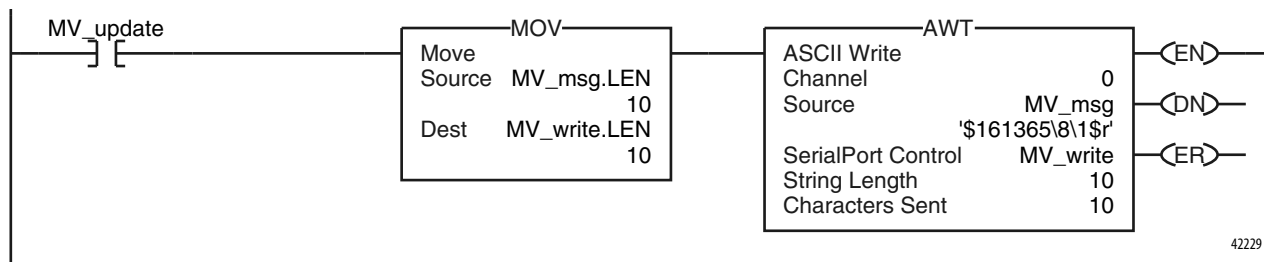 MV_update
MOV
Move
Source MV_msg.LEN
10
Dest MV_write.LEN
10
AWT
ASCII Write
Channel 0
Source MV_msg
'$161365\8\1$r'
SerialPort Control MV_write
String Length 10
Characters Sent 10
EN
DN
ER
42229